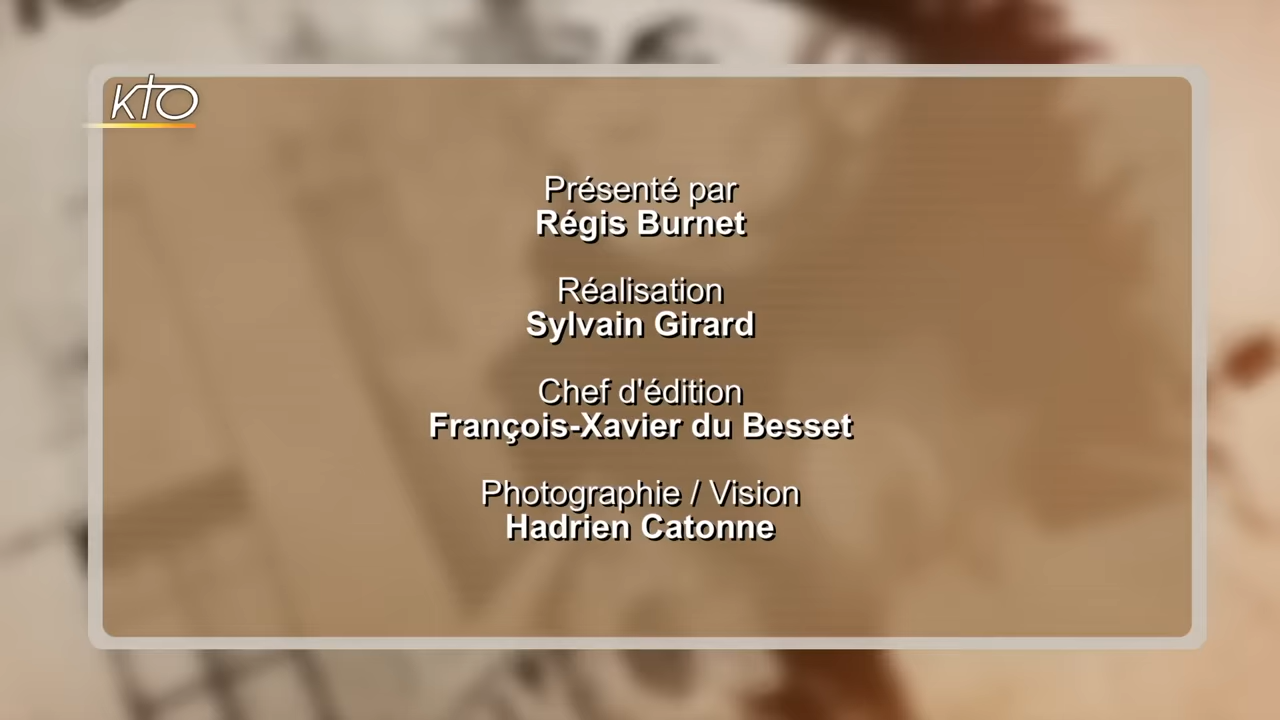 KTO
Présenté par
Régis Burnet
Réalisation
Sylvain Girard
Chef d'édition
François-Xavier du Besset
Photographie / Vision
Hadrien Catonne